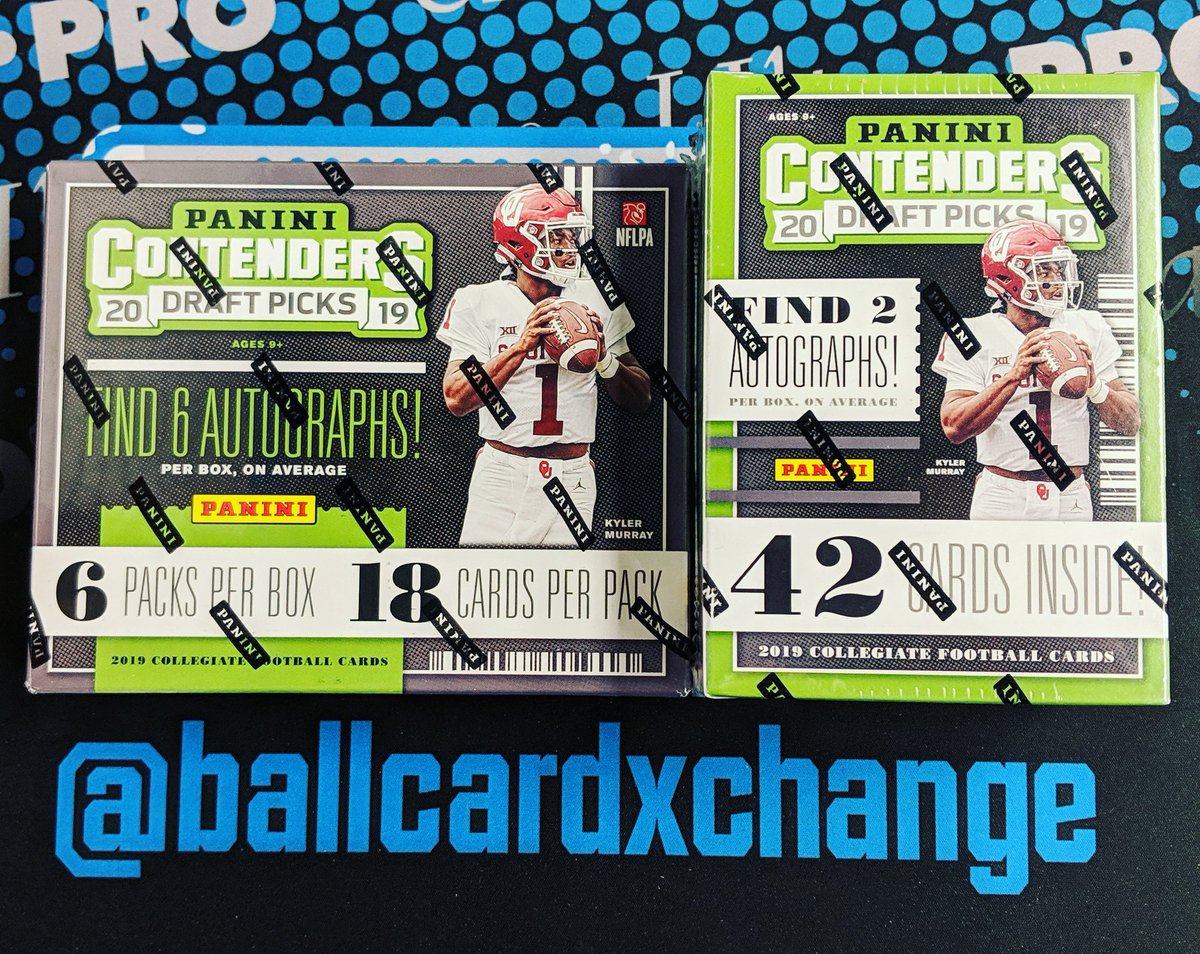 PRO
PRO
PANINI
CONTENDERS
20 DRAFT PICKS 19
AGES 9+
FIND 6 AUTOGRAPHS!
PER BOX, ON AVERAGE
PANINI
NFLPA
1
KYLER
MURRAY
6 PACKS PER BOX 18 CARDS PER PACK
2019 COLLEGIATE FOOTBALL CARDS
AGES 9+
PANINI
CONTENDERS
20 DRAFT PICKS 19
FIND 2
AUTOGRAPHS!
PER BOX, ON AVERAGE
PANINI
1
KYLER
MURRAY
42 CARDS INSIDE!
2019 COLLEGIATE FOOTBALL CARDS
@ballcardxchange